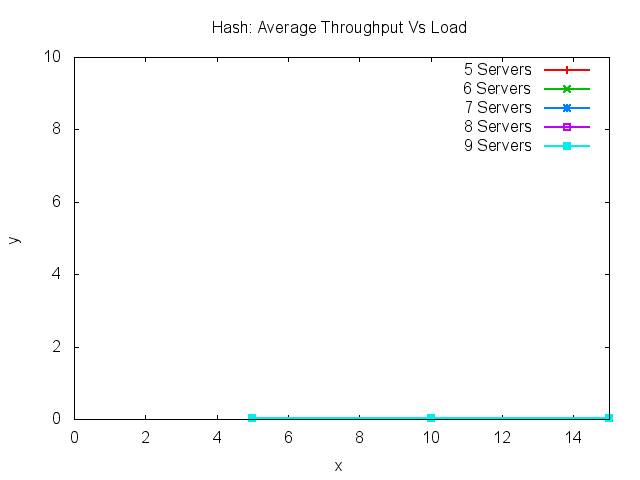 Hash: Average Throughput Vs Load
10
5 Servers
6 Servers
7 Servers
8 Servers
9 Servers
8
6
y
4
2
0
0 2 4 6 8 10 12 14
x